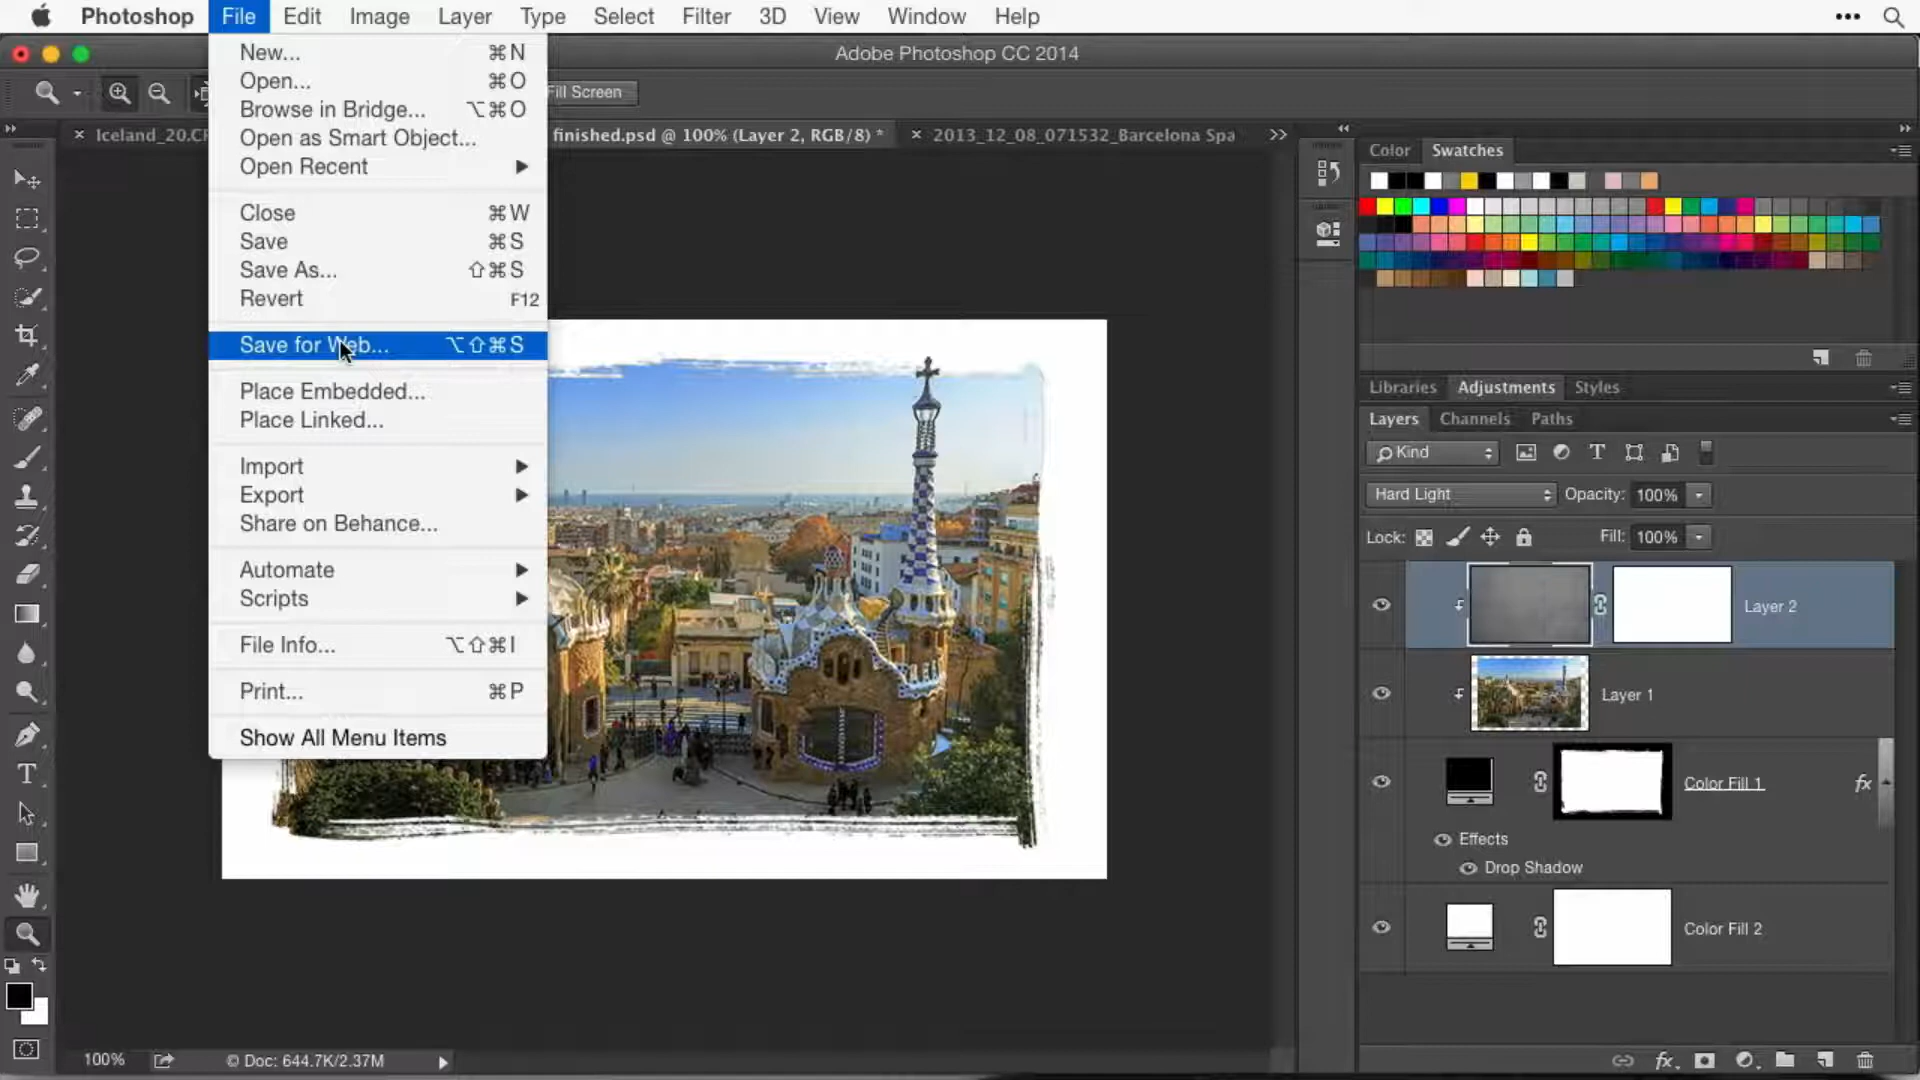 Photoshop File Edit Image Layer Type Select Filter 3D View Window Help
Adobe Photoshop CC 2014
Fill Screen
Iceland_20.CR
finished.psd @ 100% (Layer 2, RGB/8) *
2013_12_08_071532_Barcelona Spa
New... ⌘N
Open... ⌘O
Browse in Bridge... ⌥⌘O
Open as Smart Object...
Open Recent
Close ⌘W
Save ⌘S
Save As... ⇧⌘S
Revert F12
Save for Web... ⌥⇧⌘S
Place Embedded...
Place Linked...
Import
Export
Share on Behance...
Automate
Scripts
File Info... ⌥⇧⌘I
Print... ⌘P
Show All Menu Items
Color Swatches
Libraries Adjustments Styles
Layers Channels Paths
Kind
Hard Light Opacity: 100%
Lock: Fill: 100%
Layer 2
Layer 1
Color Fill 1 fx
Effects
Drop Shadow
Color Fill 2
100% © Doc: 644.7K/2.37M
fx